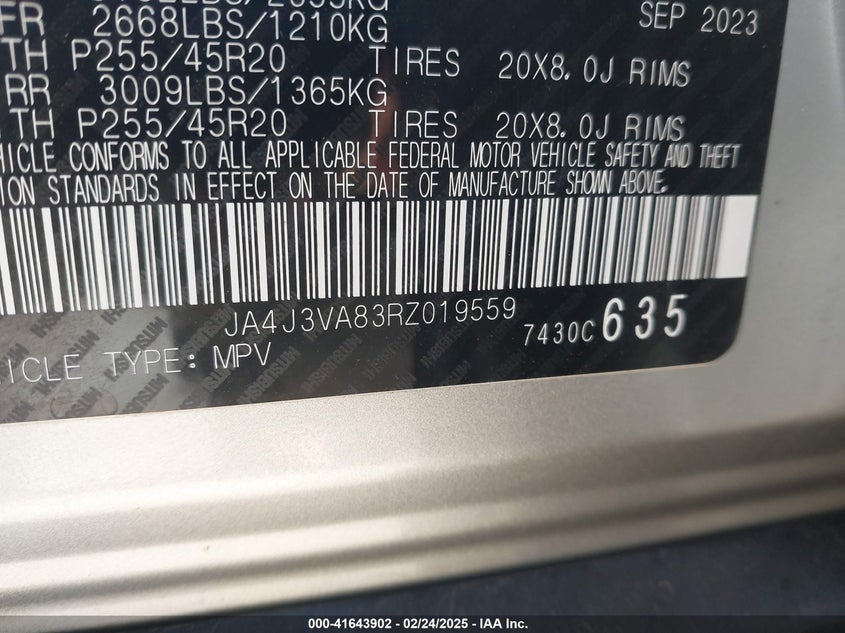 FR 2668LBS/1210KG SEP 2023
TH P255/45R20 TIRES 20X8.0J RIMS
RR 3009LBS/1365KG
TH P255/45R20 TIRES 20X8.0J RIMS
HICLE CONFORMS TO ALL APPLICABLE FEDERAL MOTOR VEHICLE SAFETY AND THEFT
ION STANDARDS IN EFFECT ON THE DATE OF MANUFACTURE SHOWN ABOVE.
JA4J3VA83RZ019559
7430C 635
HICLE TYPE: MPV
000-41643902 - 02/24/2025 - © IAA Inc.